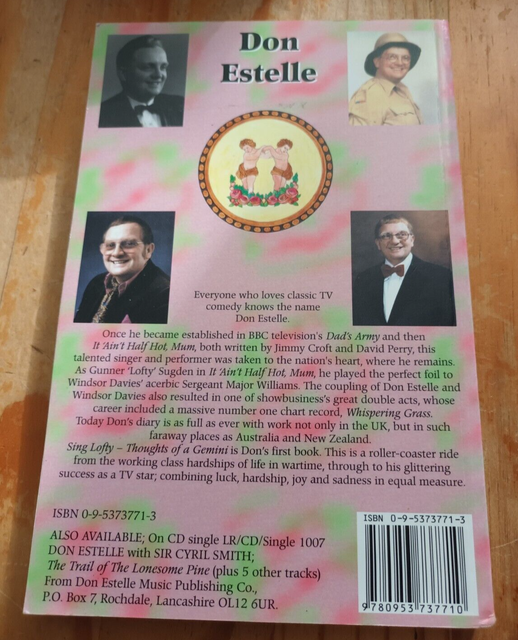 Don
Estelle
Everyone who loves classic TV
comedy knows the name
Don Estelle.
Once he became established in BBC television's Dad's Army and then
It 'Ain't Half Hot, Mum, both written by Jimmy Croft and David Perry, this
talented singer and performer was taken to the nation's heart, where he remains.
As Gunner 'Lofty' Sugden in It 'Ain't Half Hot, Mum, he played the perfect foil to
Windsor Davies' acerbic Sergeant Major Williams. The coupling of Don Estelle and
Windsor Davies also resulted in one of showbusiness's great double acts, whose
career included a massive number one chart record, Whispering Grass.
Today Don's diary is as full as ever with work not only in the UK, but in such
faraway places as Australia and New Zealand.
Sing Lofty – Thoughts of a Gemini is Don's first book. This is a roller-coaster ride
from the working class hardships of life in wartime, through to his glittering
success as a TV star; combining luck, hardship, joy and sadness in equal measure.
ISBN 0-9-5373771-3
ALSO AVAILABLE; On CD single LR/CD/Single 1007
DON ESTELLE with SIR CYRIL SMITH;
The Trail of The Lonesome Pine (plus 5 other tracks)
From Don Estelle Music Publishing Co.,
P.O. Box 7, Rochdale, Lancashire OL12 6UR.
ISBN 0-9-5373771-3
9 780953 737710